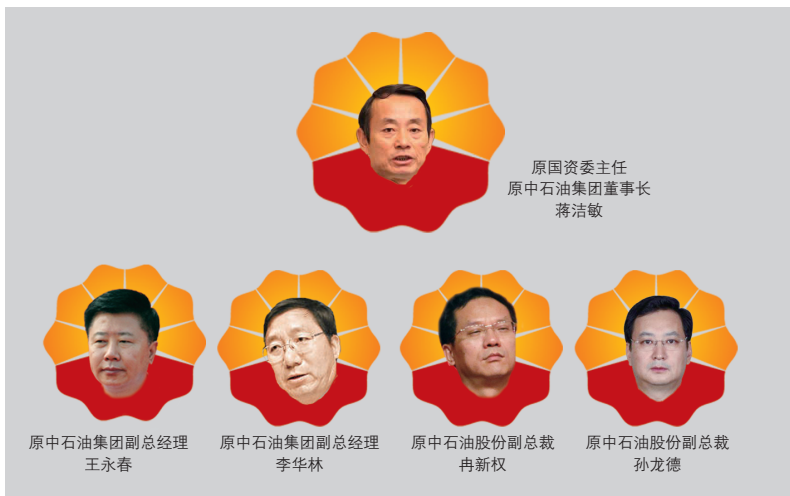 原国资委主任
原中石油集团董事长
蒋洁敏
原中石油集团副总经理
王永春
原中石油集团副总经理
李华林
原中石油股份副总裁
冉新权
原中石油股份副总裁
孙龙德